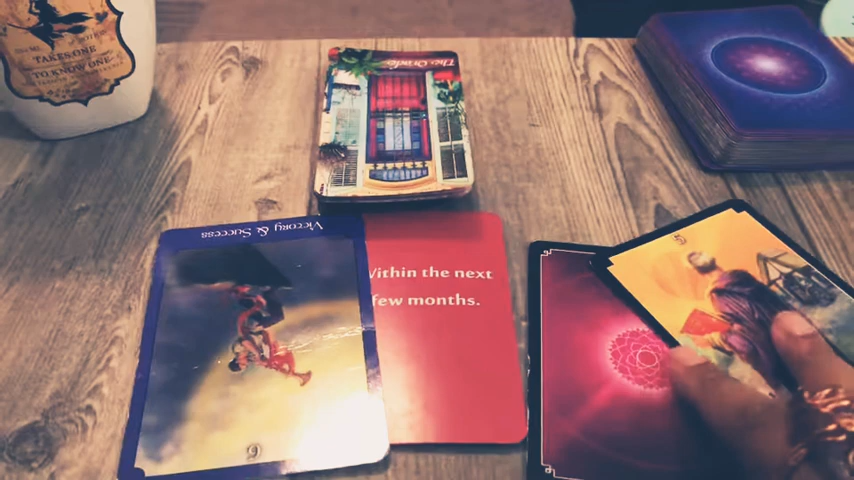 TAKES ONE
TO KNOW ONE
The Oracle
Victory & Success
Within the next
few months.
6
5